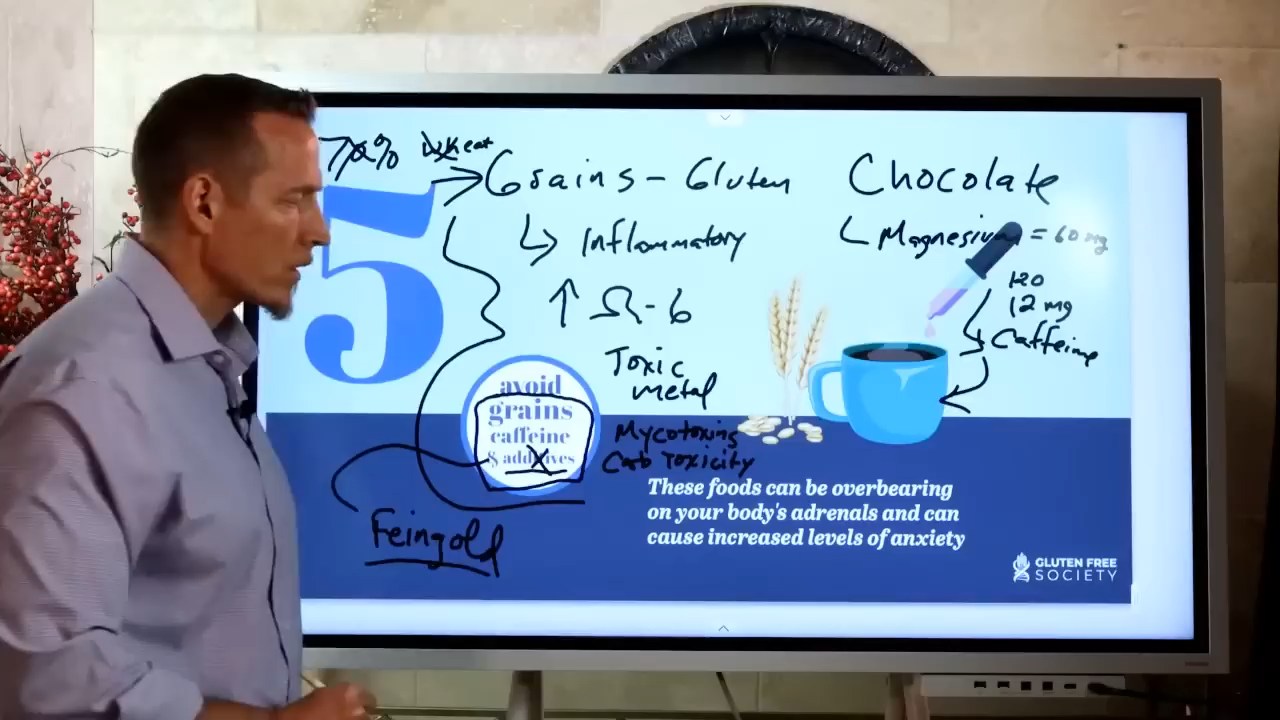 70% Wheat
Grains - Gluten
Inflammatory
↑ Ω-6
Toxic
metal
Mycotoxins
Carb Toxicity
Chocolate
Magnesium = 60 mg
120
12 mg
Caffeine
5
avoid
grains
caffeine
& additives
Feingold
These foods can be overbearing
on your body's adrenals and can
cause increased levels of anxiety
GLUTEN FREE
SOCIETY